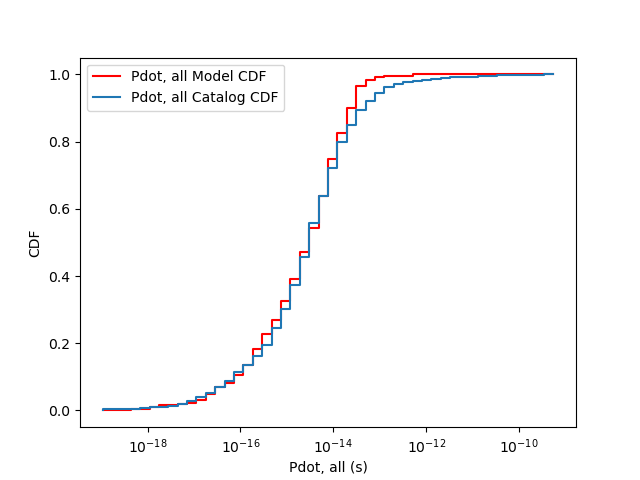 Pdot, all Model CDF
Pdot, all Catalog CDF
1.0
0.8
0.6
0.4
0.2
0.0
CDF
10⁻¹⁸ 10⁻¹⁶ 10⁻¹⁴ 10⁻¹² 10⁻¹⁰
Pdot, all (s)